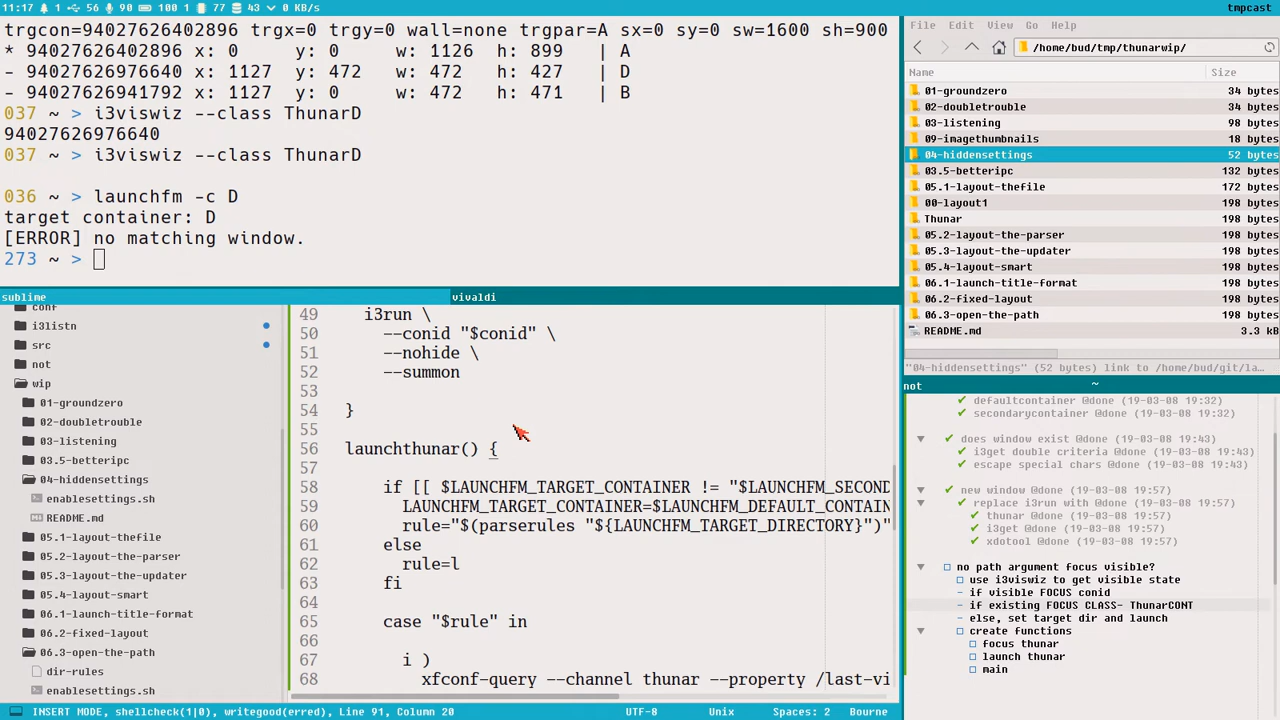 11:17 1 56 90 100 1 77 43 0 KB/s
tmpcast
trgcon=94027626402896 trgx=0 trgy=0 wall=none trgpar=A sx=0 sy=0 sw=1600 sh=900
* 94027626402896 x: 0 y: 0 w: 1126 h: 899 | A
- 94027626976640 x: 1127 y: 472 w: 472 h: 427 | D
- 94027626941792 x: 1127 y: 0 w: 472 h: 471 | B
037 ~ > i3viswiz --class ThunarD
94027626976640
037 ~ > i3viswiz --class ThunarD
036 ~ > launchfm -c D
target container: D
[ERROR] no matching window.
273 ~ >
File Edit View Go Help
/home/bud/tmp/thunarwip/
Name Size
01-groundzero 34 bytes
02-doubletrouble 34 bytes
03-listening 98 bytes
09-imagethumbnails 18 bytes
04-hiddensettings 52 bytes
03.5-betteripc 132 bytes
05.1-layout-thefile 172 bytes
00-layout1 198 bytes
Thunar 198 bytes
05.2-layout-the-parser 198 bytes
05.3-layout-the-updater 198 bytes
05.4-layout-smart 198 bytes
06.1-launch-title-format 198 bytes
06.2-fixed-layout 198 bytes
06.3-open-the-path 198 bytes
README.md 3.3 kB
"04-hiddensettings" (52 bytes) link to /home/bud/git/la…
sublime
vivaldi
conf
i3listn
src
not
wip
01-groundzero
02-doubletrouble
03-listening
03.5-betteripc
04-hiddensettings
enablesettings.sh
README.md
05.1-layout-thefile
05.2-layout-the-parser
05.3-layout-the-updater
05.4-layout-smart
06.1-launch-title-format
06.2-fixed-layout
06.3-open-the-path
dir-rules
enablesettings.sh
49 i3run \
50 --conid "$conid" \
51 --nohide \
52 --summon
53
54 }
55
56 launchthunar() {
57
58 if [[ $LAUNCHFM_TARGET_CONTAINER != "$LAUNCHFM_SECOND
59 LAUNCHFM_TARGET_CONTAINER=$LAUNCHFM_DEFAULT_CONTAIN
60 rule="$(parserules "${LAUNCHFM_TARGET_DIRECTORY}")"
61 else
62 rule=l
63 fi
64
65 case "$rule" in
66
67 i )
68 xfconf-query --channel thunar --property /last-vi
not ~
✔ defaultcontainer @done (19-03-08 19:32)
✔ secondarycontainer @done (19-03-08 19:32)
✔ does window exist @done (19-03-08 19:43)
✔ i3get double criteria @done (19-03-08 19:43)
✔ escape special chars @done (19-03-08 19:43)
✔ new window @done (19-03-08 19:57)
✔ replace i3run with @done (19-03-08 19:57)
✔ thunar @done (19-03-08 19:57)
✔ i3get @done (19-03-08 19:57)
✔ xdotool @done (19-03-08 19:57)
no path argument focus visible?
use i3viswiz to get visible state
- if visible FOCUS conid
- if existing FOCUS CLASS- ThunarCONT
- else, set target dir and launch
create functions
focus thunar
launch thunar
main
INSERT MODE, shellcheck(1|0), writegood(erred), Line 91, Column 20
UTF-8 Unix Spaces: 2 Bourne